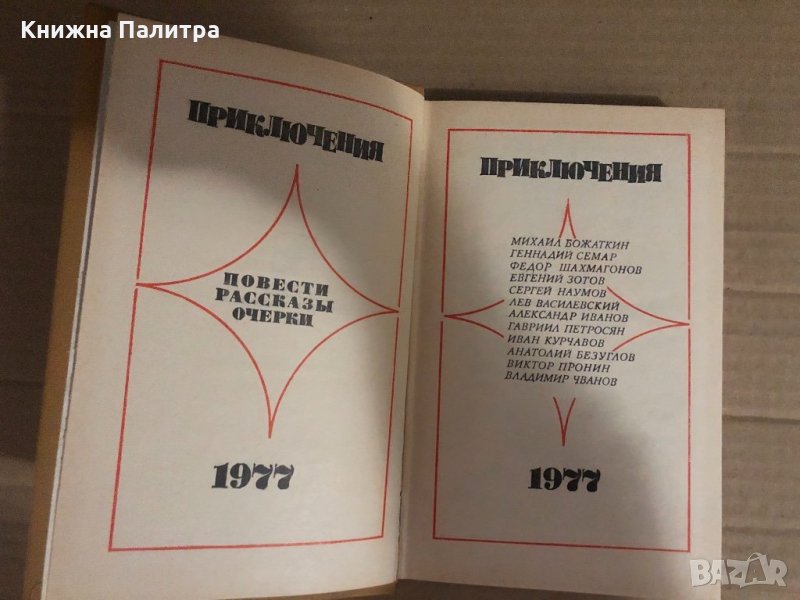 Книжна Палитра
ПРИКЛЮЧЕНИЯ
ПОВЕСТИ
РАССКАЗЫ
ОЧЕРКИ
1977
ПРИКЛЮЧЕНИЯ
МИХАИЛ БОЖАТКИН
ГЕННАДИЙ СЕМАР
ФЕДОР ШАХМАГОНОВ
ЕВГЕНИЙ ЗОТОВ
СЕРГЕЙ НАУМОВ
ЛЕВ ВАСИЛЕВСКИЙ
АЛЕКСАНДР ИВАНОВ
ГАВРИИЛ ПЕТРОСЯН
ИВАН КУРЧАВОВ
АНАТОЛИЙ БЕЗУГЛОВ
ВИКТОР ПРОНИН
ВЛАДИМИР ЧВАНОВ
1977
BAZAR